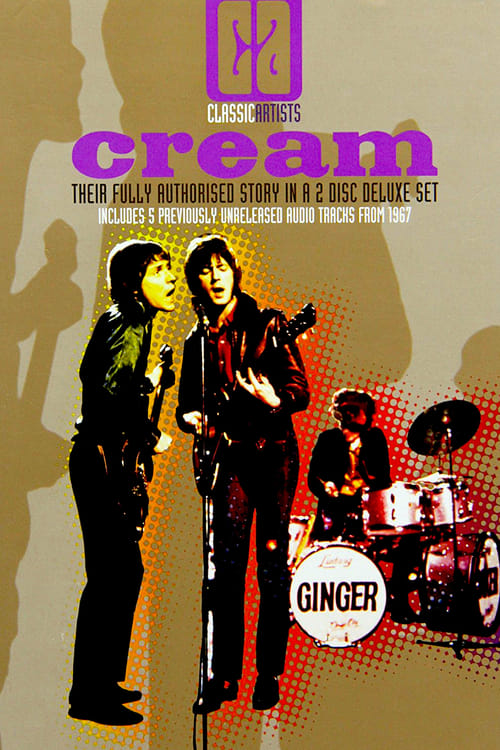 CLASSICARTISTS
cream
THEIR FULLY AUTHORISED STORY IN A 2 DISC DELUXE SET
INCLUDES 5 PREVIOUSLY UNRELEASED AUDIO TRACKS FROM 1967
Ludwig
GINGER